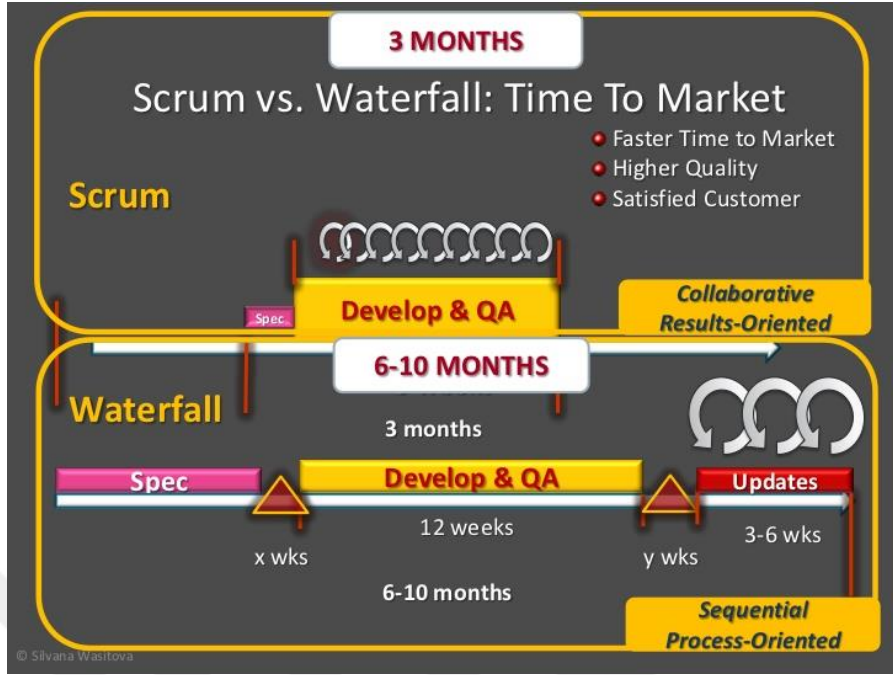 3 MONTHS
Scrum vs. Waterfall: Time To Market
Faster Time to Market
Higher Quality
Satisfied Customer
Scrum
Spec
Develop & QA
Collaborative
Results-Oriented
6-10 MONTHS
Waterfall
3 months
Spec
Develop & QA
Updates
12 weeks
x wks
y wks
3-6 wks
6-10 months
Sequential
Process-Oriented
© Silvana Wasitova